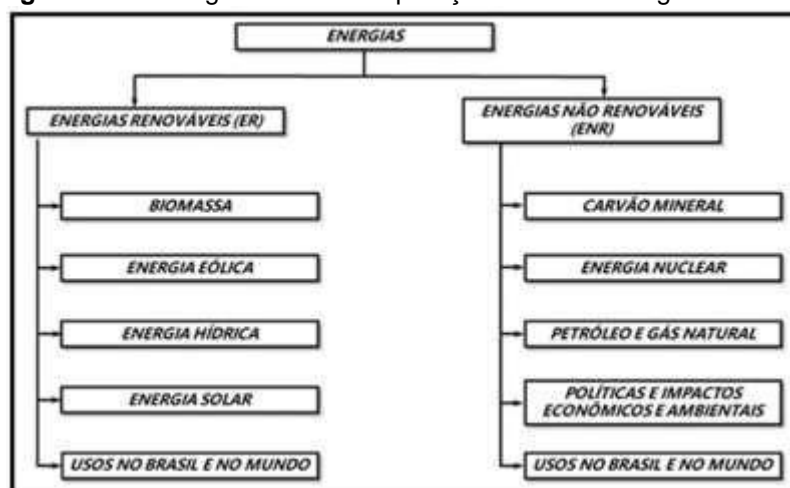 ENERGIAS
ENERGIAS RENOVÁVEIS (ER)
BIOMASSA
ENERGIA EÓLICA
ENERGIA HÍDRICA
ENERGIA SOLAR
USOS NO BRASIL E NO MUNDO
ENERGIAS NÃO RENOVÁVEIS
(ENR)
CARVÃO MINERAL
ENERGIA NUCLEAR
PETRÓLEO E GÁS NATURAL
POLÍTICAS E IMPACTOS
ECONÔMICOS E AMBIENTAIS
USOS NO BRASIL E NO MUNDO